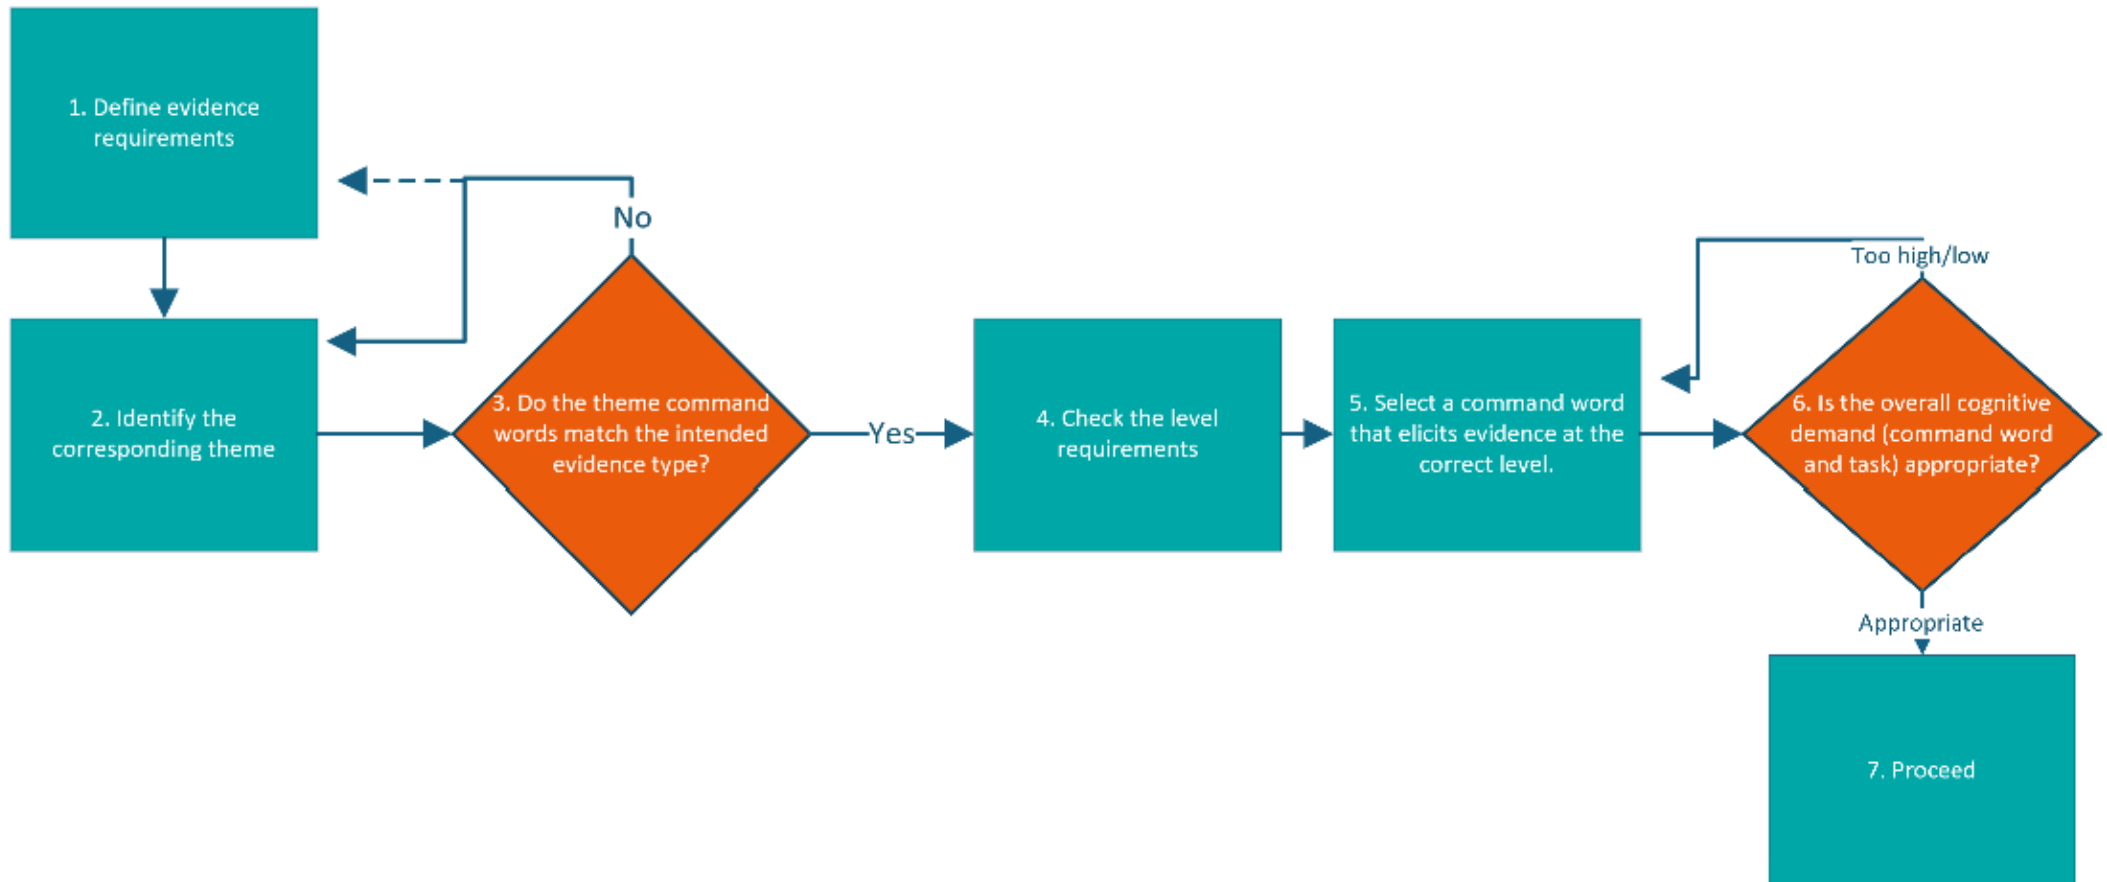 1. Define evidence
requirements
No
2. Identify the
corresponding theme
3. Do the theme command
words match the intended
evidence type?
Yes
4. Check the level
requirements
5. Select a command word
that elicits evidence at the
correct level.
Too high/low
6. Is the overall cognitive
demand (command word
and task) appropriate?
Appropriate
7. Proceed